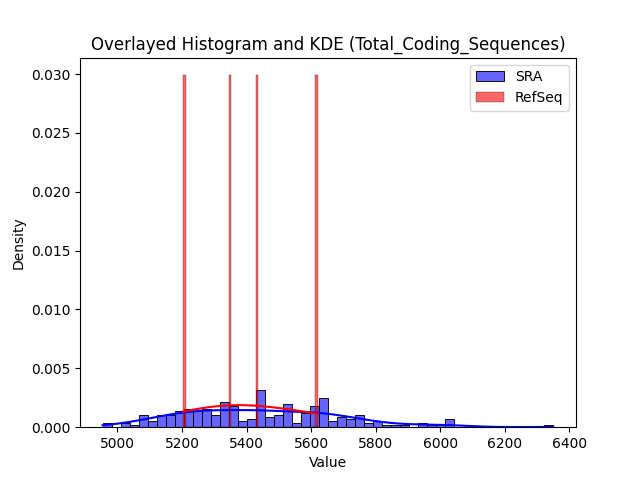 Overlayed Histogram and KDE (Total_Coding_Sequences)
SRA
RefSeq
0.030
0.025
0.020
0.015
0.010
0.005
0.000
Density
5000 5200 5400 5600 5800 6000 6200 6400
Value